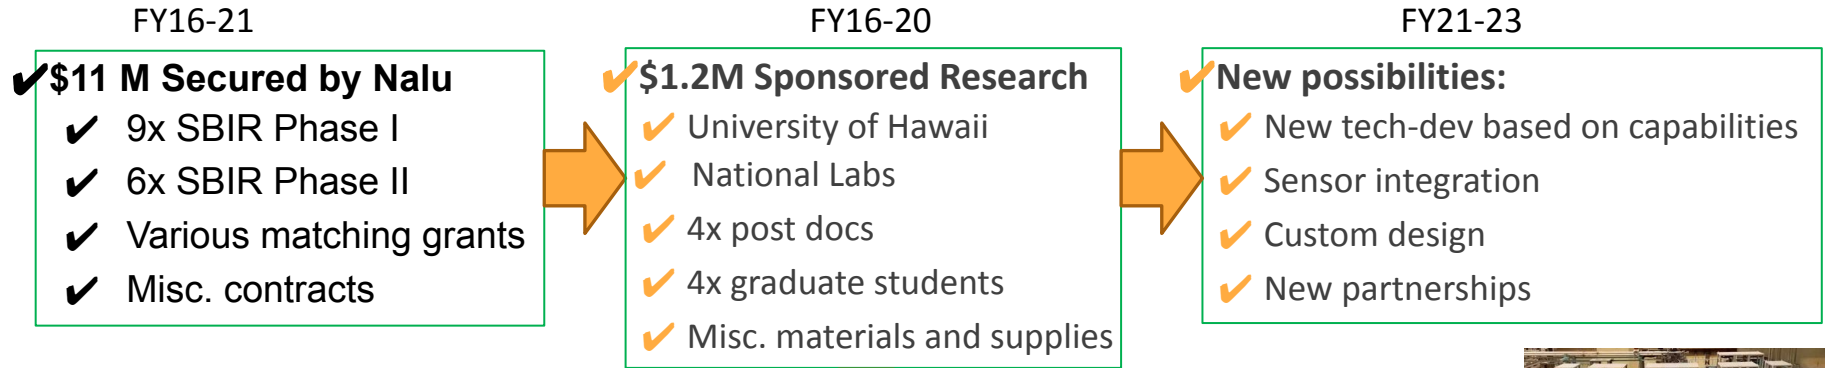 FY16-21
✔$11 M Secured by Nalu
✔ 9x SBIR Phase I
✔ 6x SBIR Phase II
✔ Various matching grants
✔ Misc. contracts
FY16-20
✔$1.2M Sponsored Research
✔ University of Hawaii
✔ National Labs
✔ 4x post docs
✔ 4x graduate students
✔ Misc. materials and supplies
FY21-23
✔New possibilities:
✔ New tech-dev based on capabilities
✔ Sensor integration
✔ Custom design
✔ New partnerships